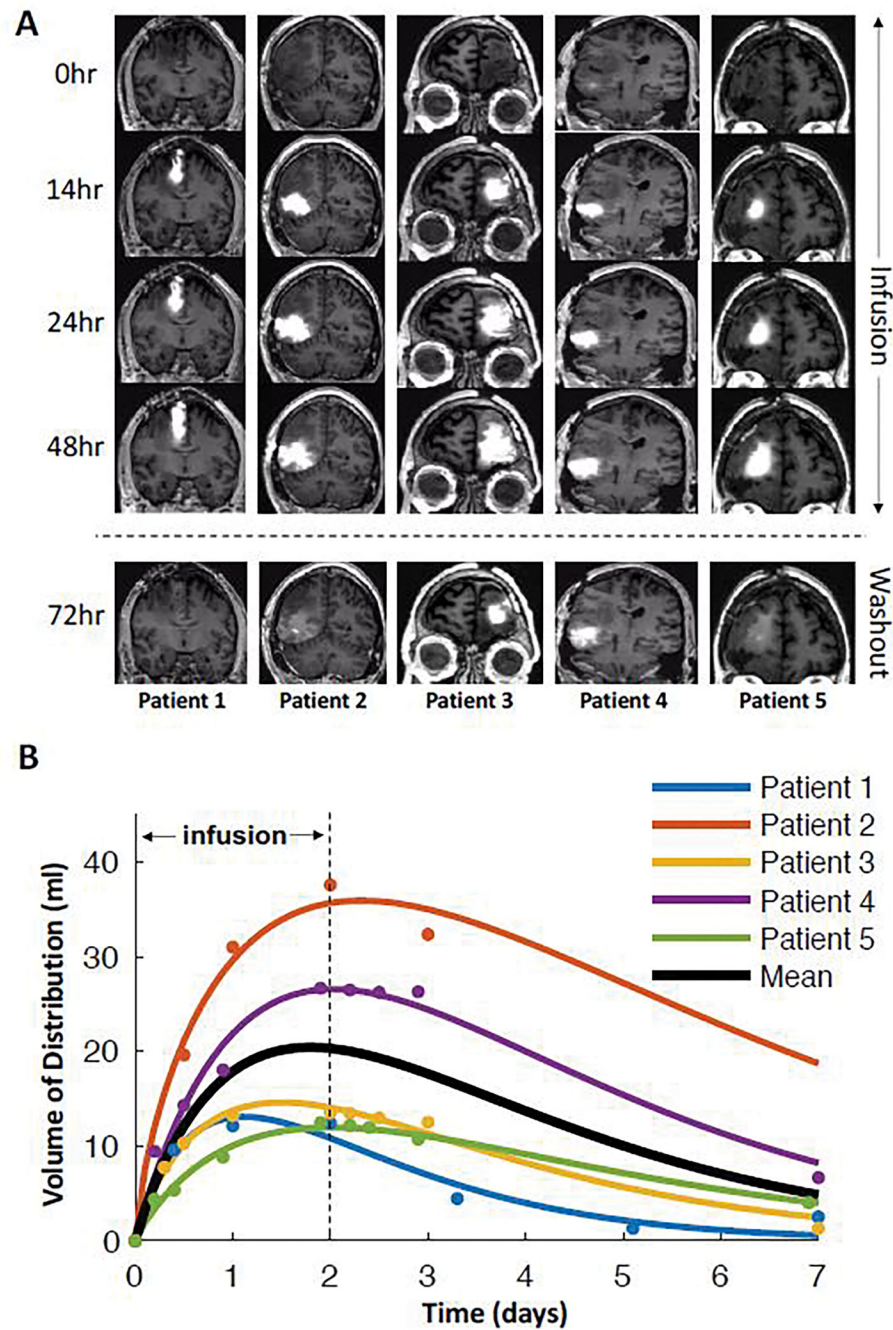 A
0hr
14hr
24hr
48hr
72hr
Infusion
Washout
Patient 1 Patient 2 Patient 3 Patient 4 Patient 5
B
infusion
Patient 1
Patient 2
Patient 3
Patient 4
Patient 5
Mean
Volume of Distribution (ml)
40
30
20
10
0
0 1 2 3 4 5 6 7
Time (days)